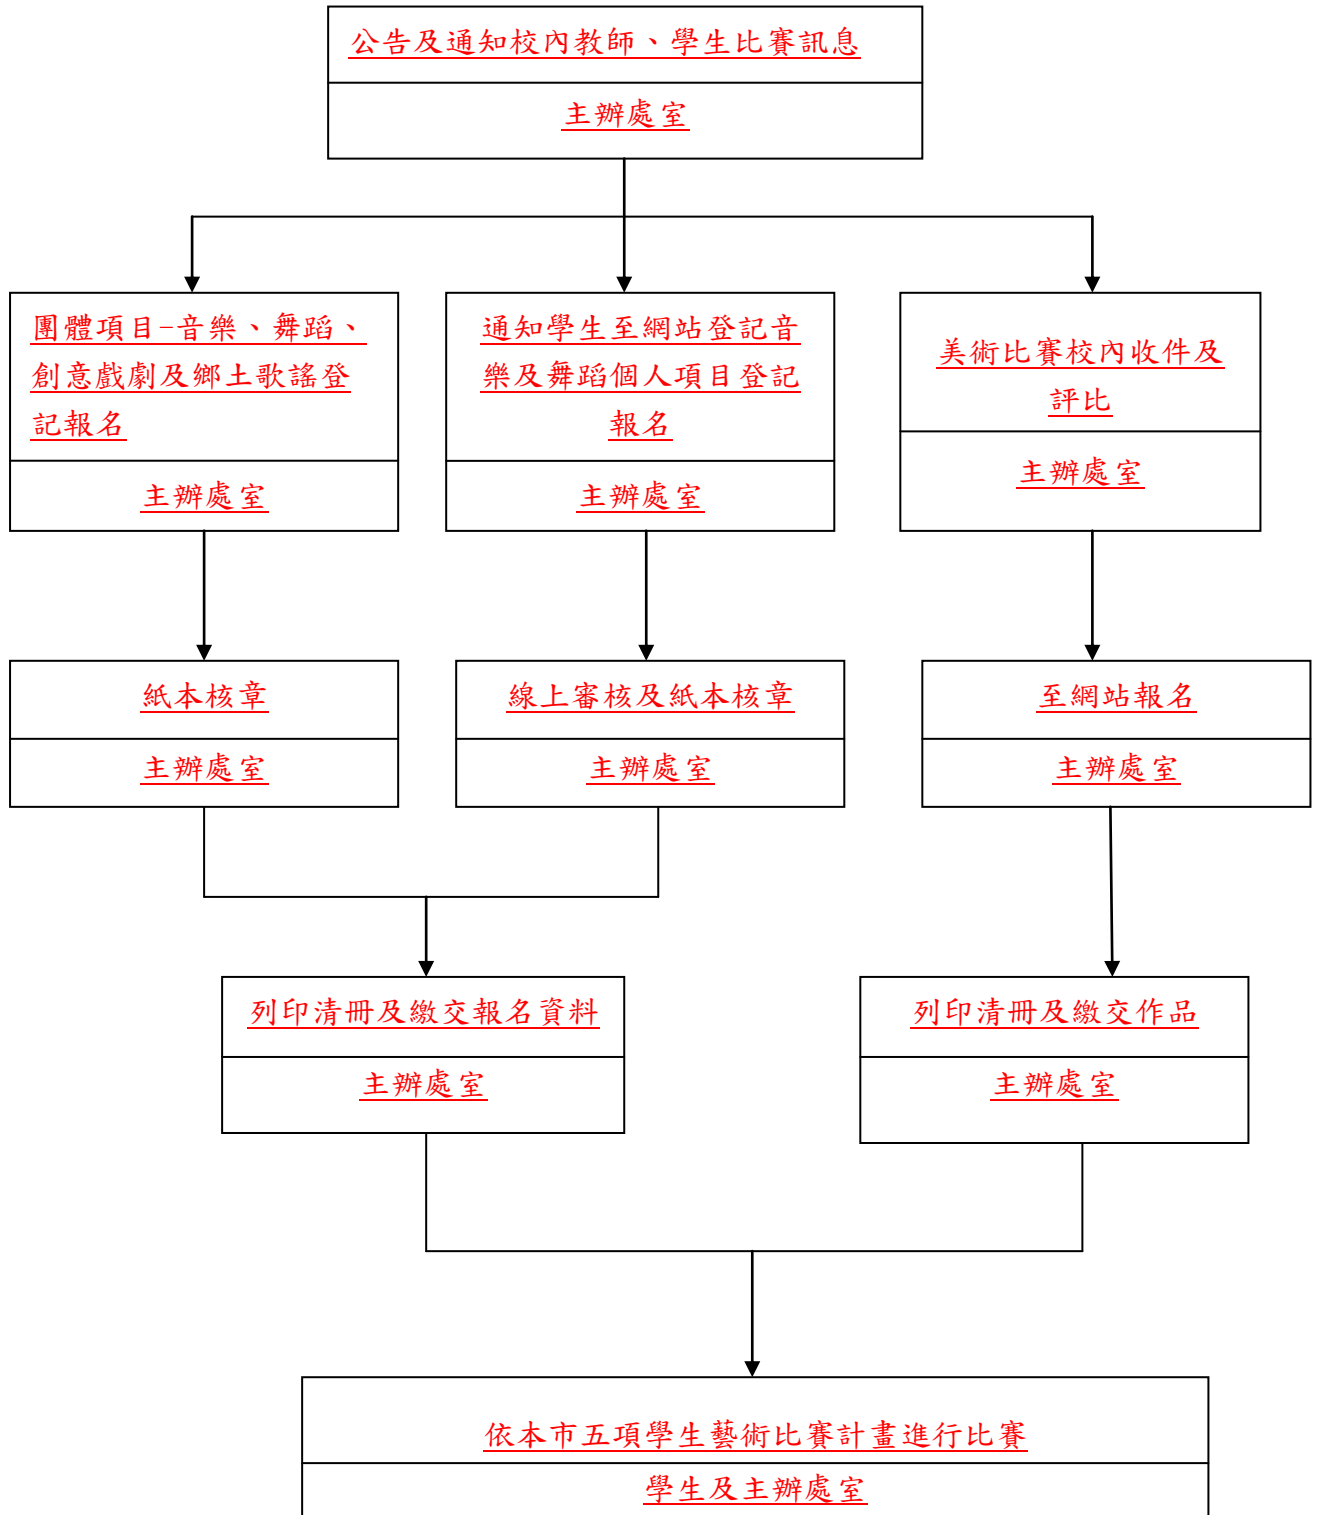 公告及通知校內教師、學生比賽訊息
主辦處室
團體項目-音樂、舞蹈、
創意戲劇及鄉土歌謠登
記報名
主辦處室
通知學生至網站登記音
樂及舞蹈個人項目登記
報名
主辦處室
美術比賽校內收件及
評比
主辦處室
紙本核章
主辦處室
線上審核及紙本核章
主辦處室
至網站報名
主辦處室
列印清冊及繳交報名資料
主辦處室
列印清冊及繳交作品
主辦處室
依本市五項學生藝術比賽計畫進行比賽
學生及主辦處室